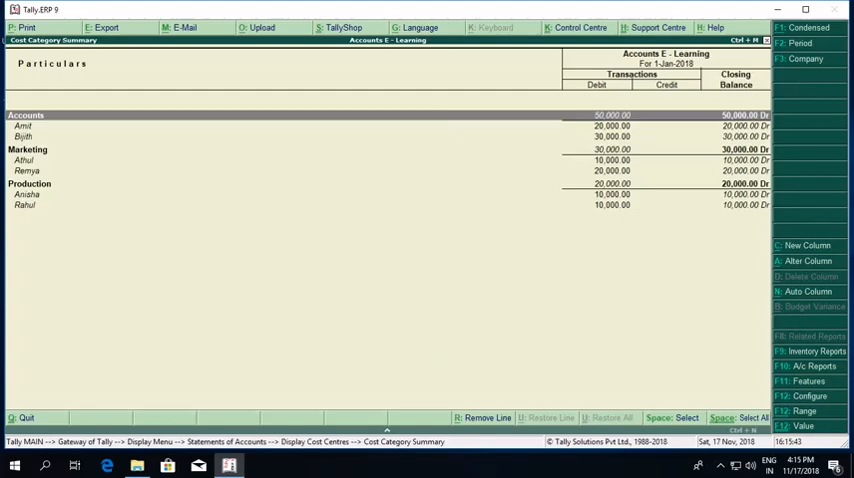 Tally.ERP 9
P: Print
E: Export
M: E-Mail
O: Upload
S: TallyShop
G: Language
K: Keyboard
K: Control Centre
H: Support Centre
H: Help
F1: Condensed
F2: Period
F3: Company
Cost Category Summary
Accounts E - Learning
Ctrl + M
Particulars
Accounts E - Learning
For 1-Jan-2018
Transactions
Closing
Debit
Credit
Balance
Accounts 50,000.00 50,000.00 Dr
Amit 20,000.00 20,000.00 Dr
Bijith 30,000.00 30,000.00 Dr
Marketing 30,000.00 30,000.00 Dr
Athul 10,000.00 10,000.00 Dr
Remya 20,000.00 20,000.00 Dr
Production 20,000.00 20,000.00 Dr
Anisha 10,000.00 10,000.00 Dr
Rahul 10,000.00 10,000.00 Dr
C: New Column
A: Alter Column
D: Delete Column
N: Auto Column
B: Budget Variance
F8: Related Reports
F9: Inventory Reports
F10: A/c Reports
F11: Features
F12: Configure
F12: Range
F12: Value
Q: Quit
R: Remove Line
U: Restore Line
U: Restore All
Space: Select
Space: Select All
Ctrl + N
Tally MAIN --> Gateway of Tally --> Display Menu --> Statements of Accounts --> Display Cost Centres --> Cost Category Summary
© Tally Solutions Pvt Ltd., 1988-2018
Sat, 17 Nov, 2018
16:15:43
ENG
IN
4:15 PM
11/17/2018
6